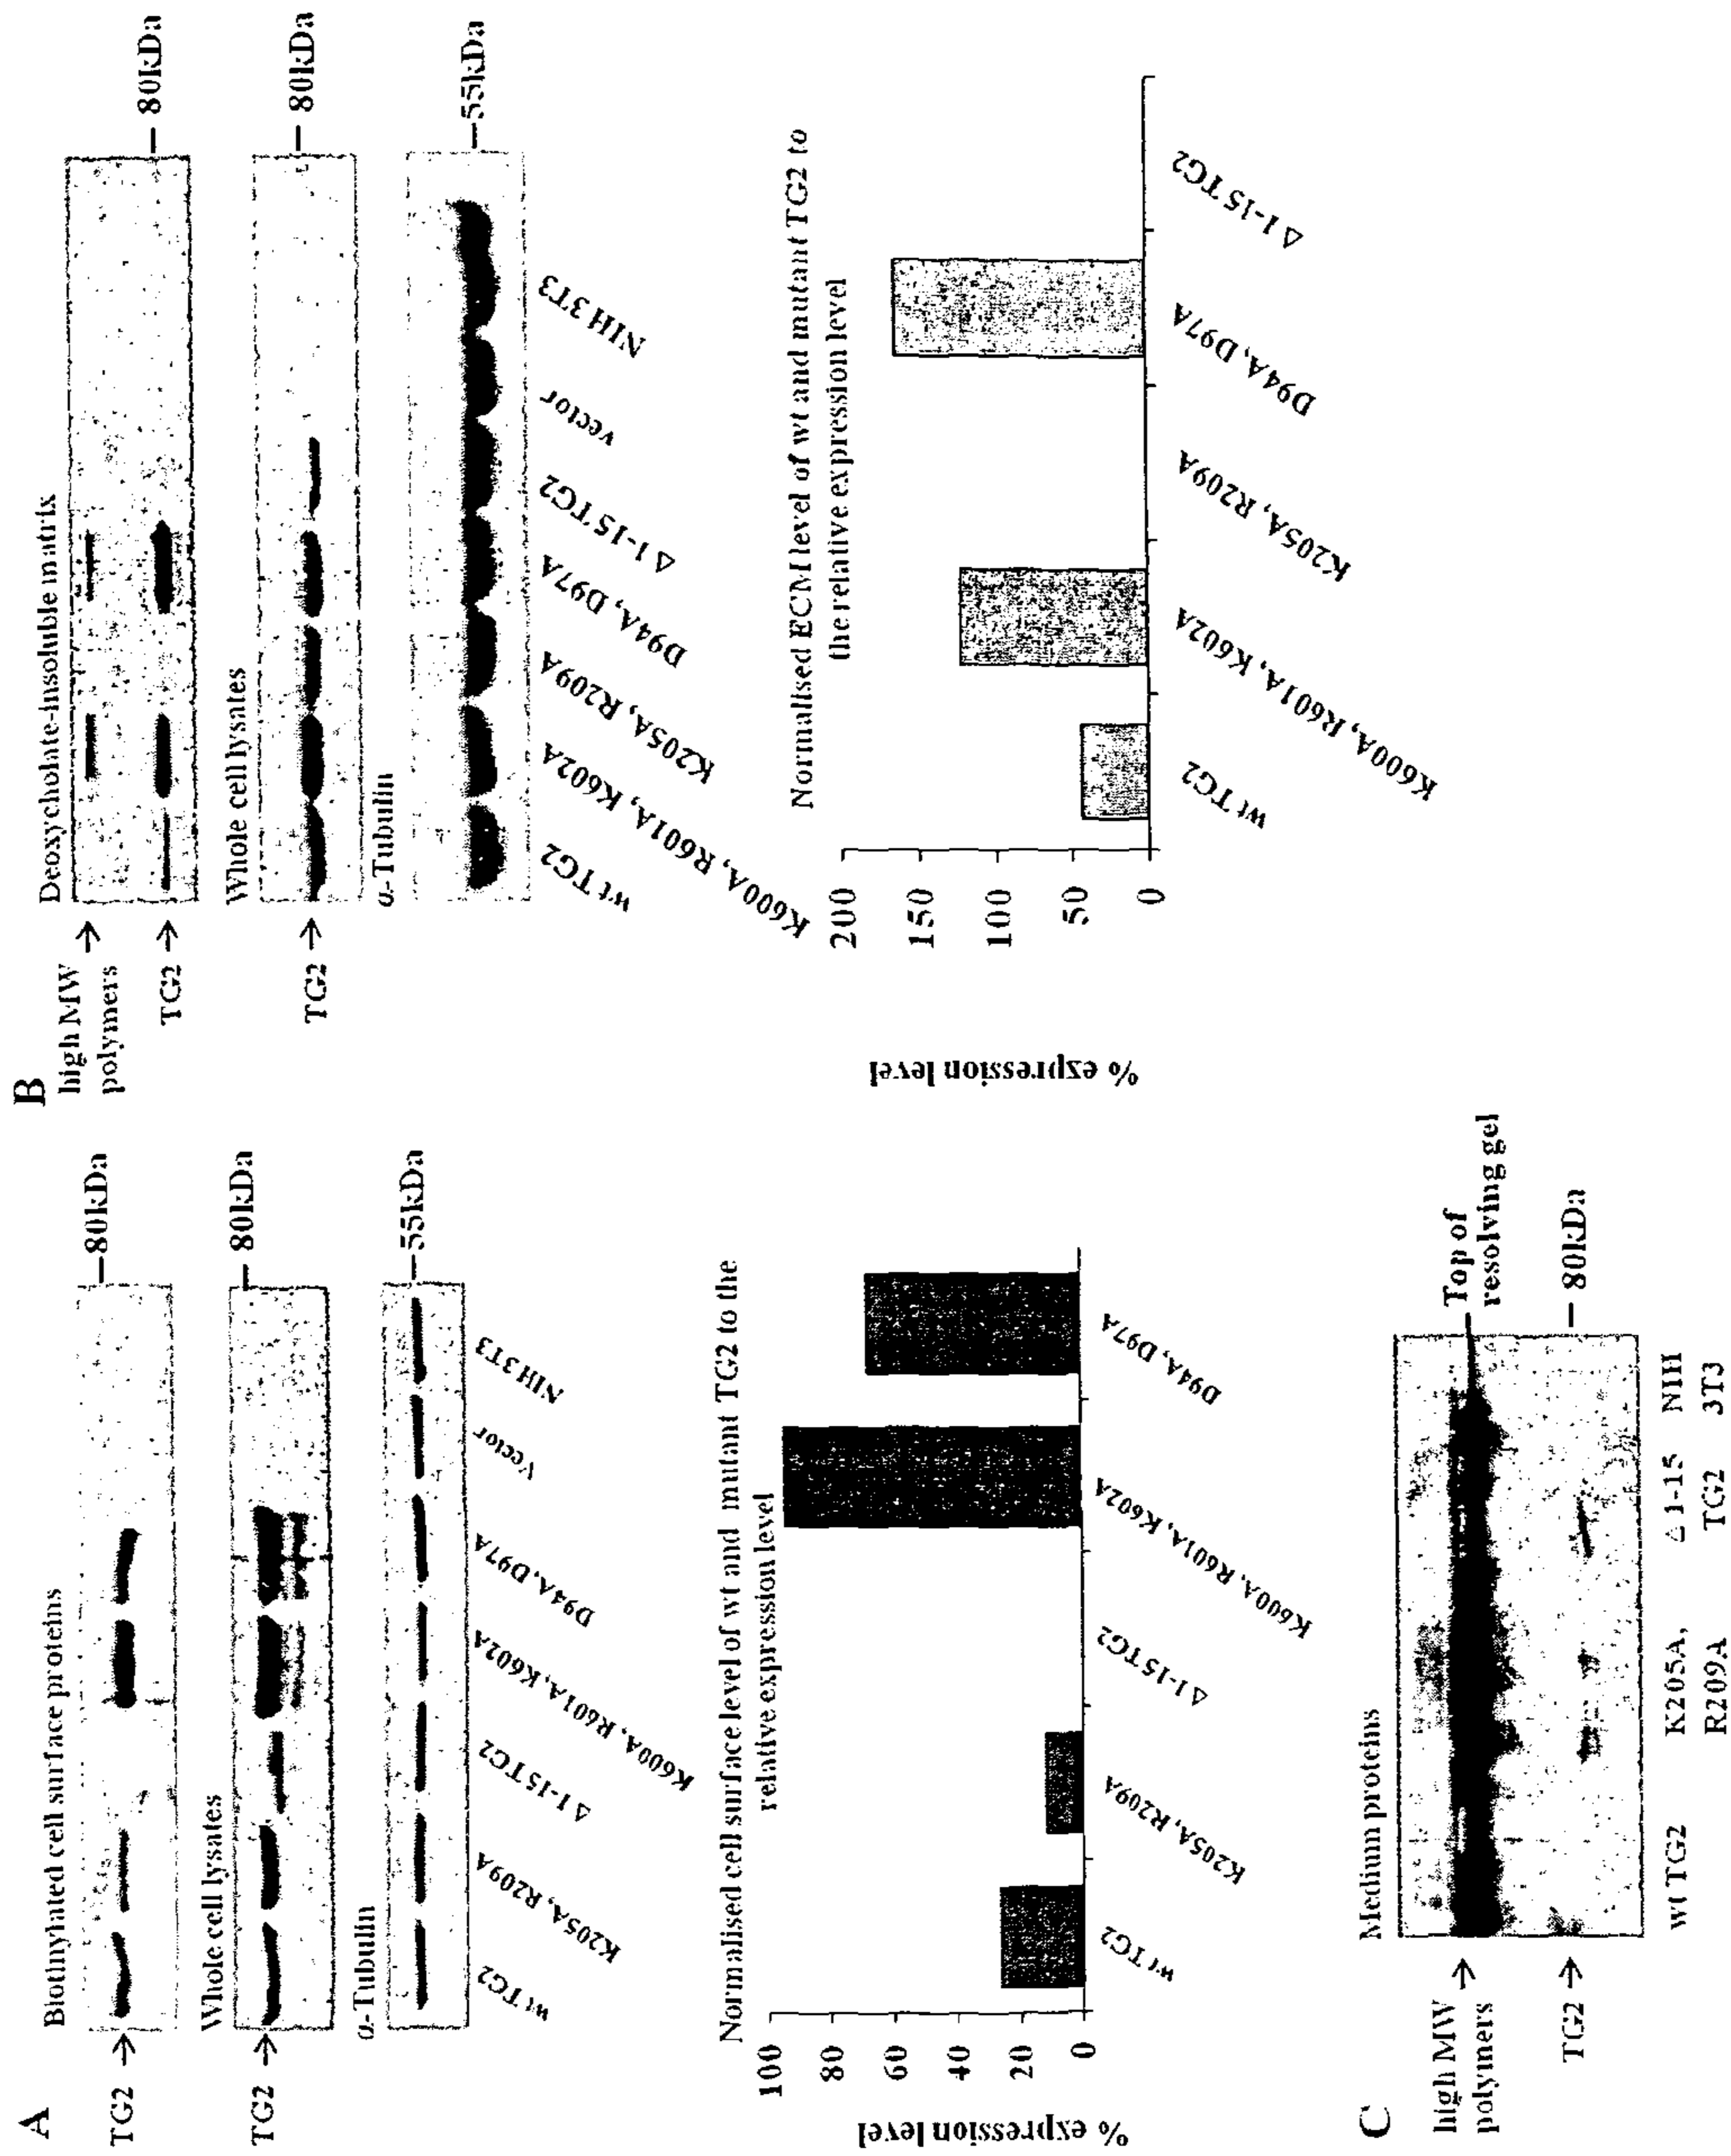 A
Biotinylated cell surface proteins
TG2
80kDa
Whole cell lysates
TG2
80kDa
α-Tubulin
55kDa
wt TG2
K205A, R209A
Δ1-15 TG2
K600A, R601A, K602A
D94A, D97A
Vector
NIH3T3
Normalised cell surface level of wt and mutant TG2 to the
relative expression level
% expression level
100
80
60
40
20
0
wt TG2
K205A, R209A
Δ1-15 TG2
K600A, R601A, K602A
D94A, D97A
B
Deoxycholate-insoluble matrix
high MW
polymers
TG2
80kDa
Whole cell lysates
TG2
80kDa
α-Tubulin
55kDa
wt TG2
K600A, R601A, K602A
K205A, R209A
D94A, D97A
Δ1-15 TG2
vector
NIH 3T3
Normalised ECM level of wt and mutant TG2 to
the relative expression level
% expression level
200
150
100
50
0
wt TG2
K600A, R601A, K602A
K205A, R209A
D94A, D97A
Δ1-15 TG2
C
Medium proteins
high MW
polymers
TG2
Top of
resolving gel
80kDa
wt TG2
K205A,
R209A
Δ1-15
TG2
NIH
3T3